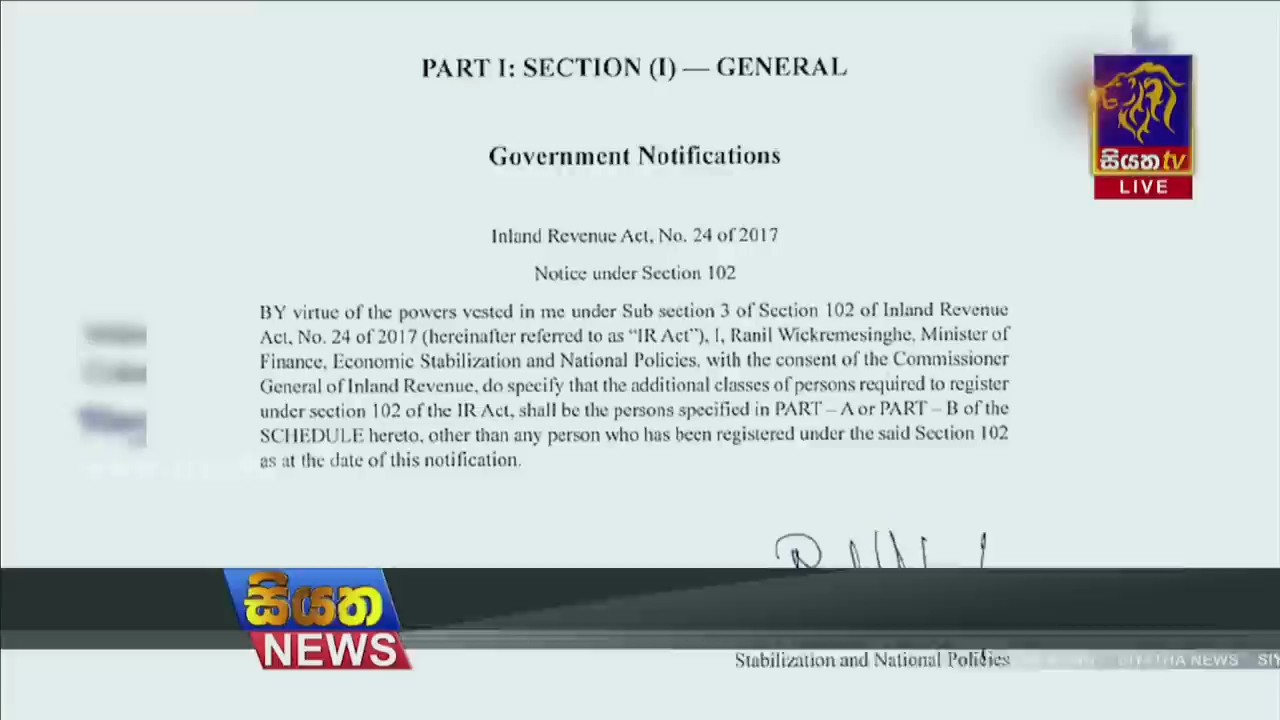 PART I: SECTION (I) — GENERAL
සියත tv
LIVE
Government Notifications
Inland Revenue Act, No. 24 of 2017
Notice under Section 102
BY virtue of the powers vested in me under Sub section 3 of Section 102 of Inland Revenue
Act, No. 24 of 2017 (hereinafter referred to as “IR Act”), I, Ranil Wickremesinghe, Minister of
Finance, Economic Stabilization and National Policies, with the consent of the Commissioner
General of Inland Revenue, do specify that the additional classes of persons required to register
under section 102 of the IR Act, shall be the persons specified in PART – A or PART – B of the
SCHEDULE hereto, other than any person who has been registered under the said Section 102
as at the date of this notification.
සියත
NEWS
Stabilization and National Policies
SIYATHA NEWS SIY